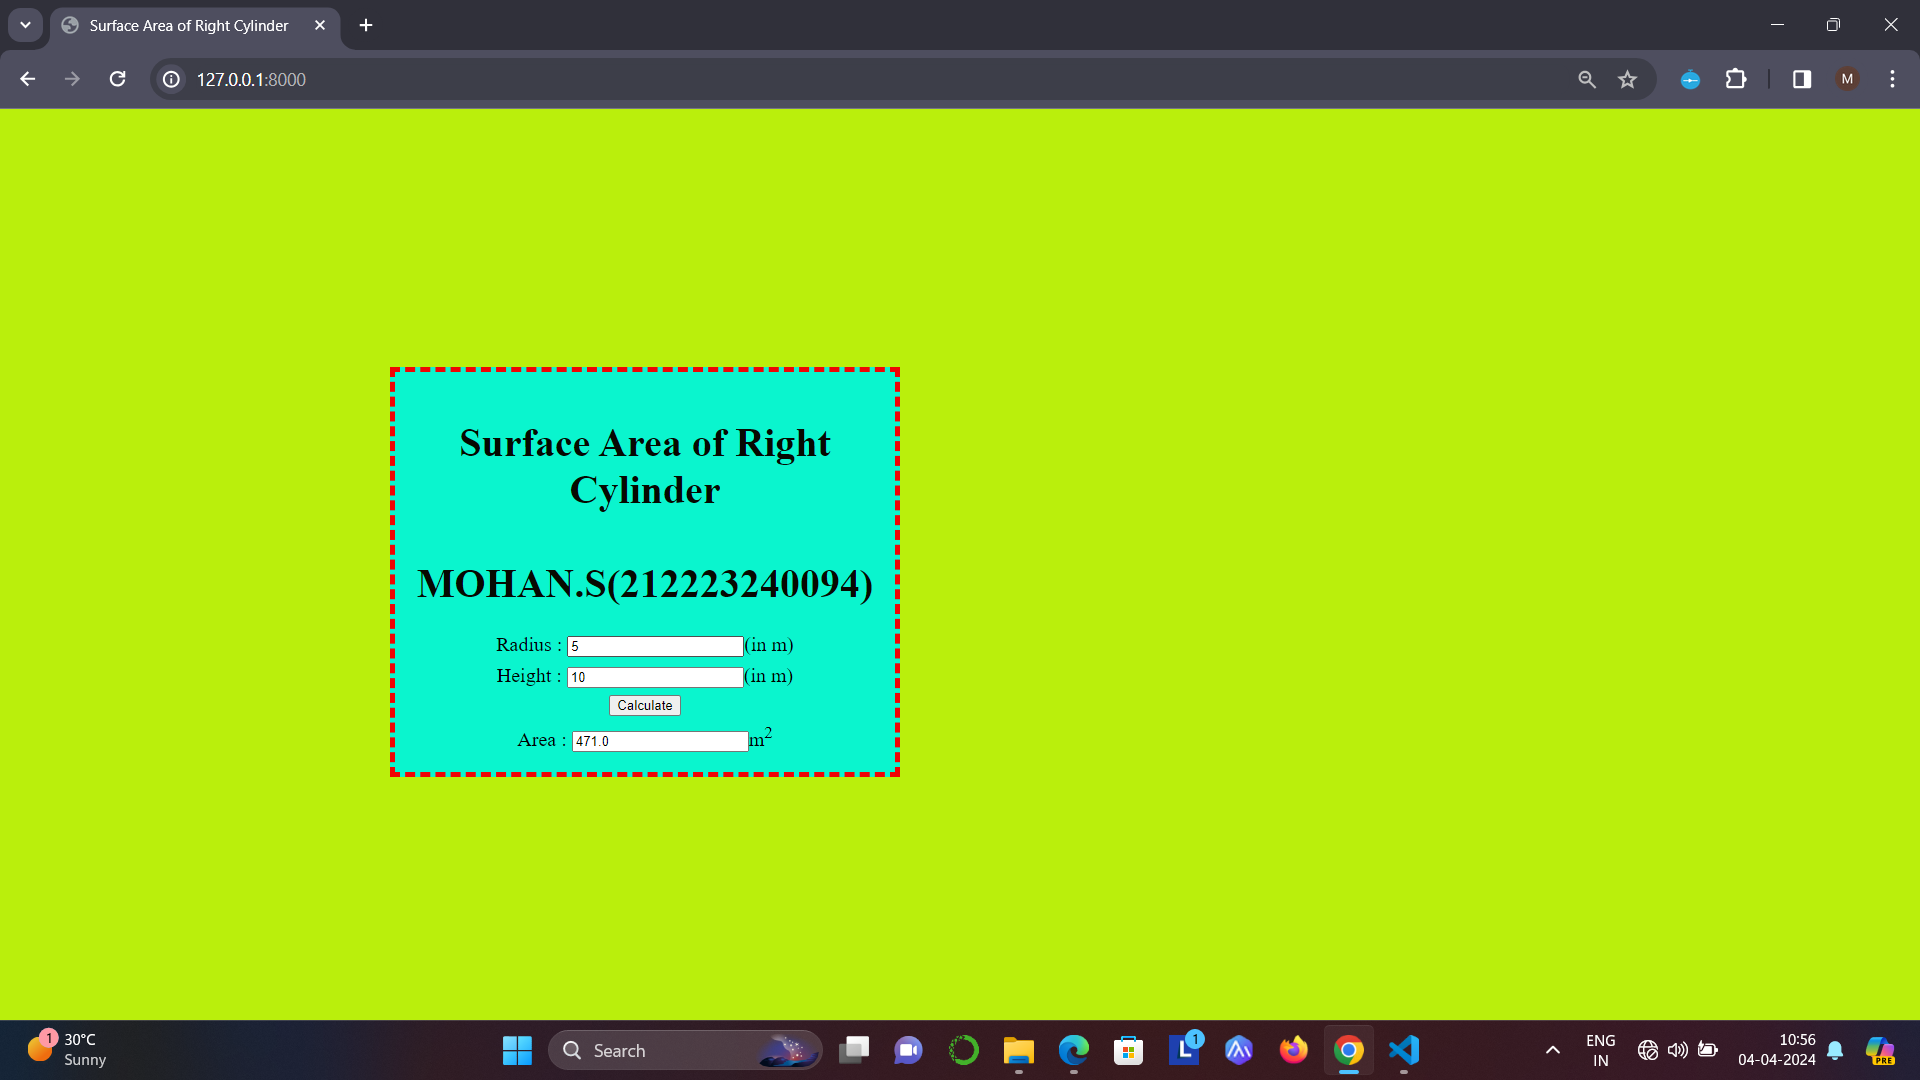 Surface Area of Right Cylinder
127.0.0.1:8000
M
Surface Area of Right
Cylinder
MOHAN.S(212223240094)
Radius : 5 (in m)
Height : 10 (in m)
Calculate
Area : 471.0 m²
1
30°C
Sunny
Search
L
1
ENG
IN
10:56
04-04-2024
PRE